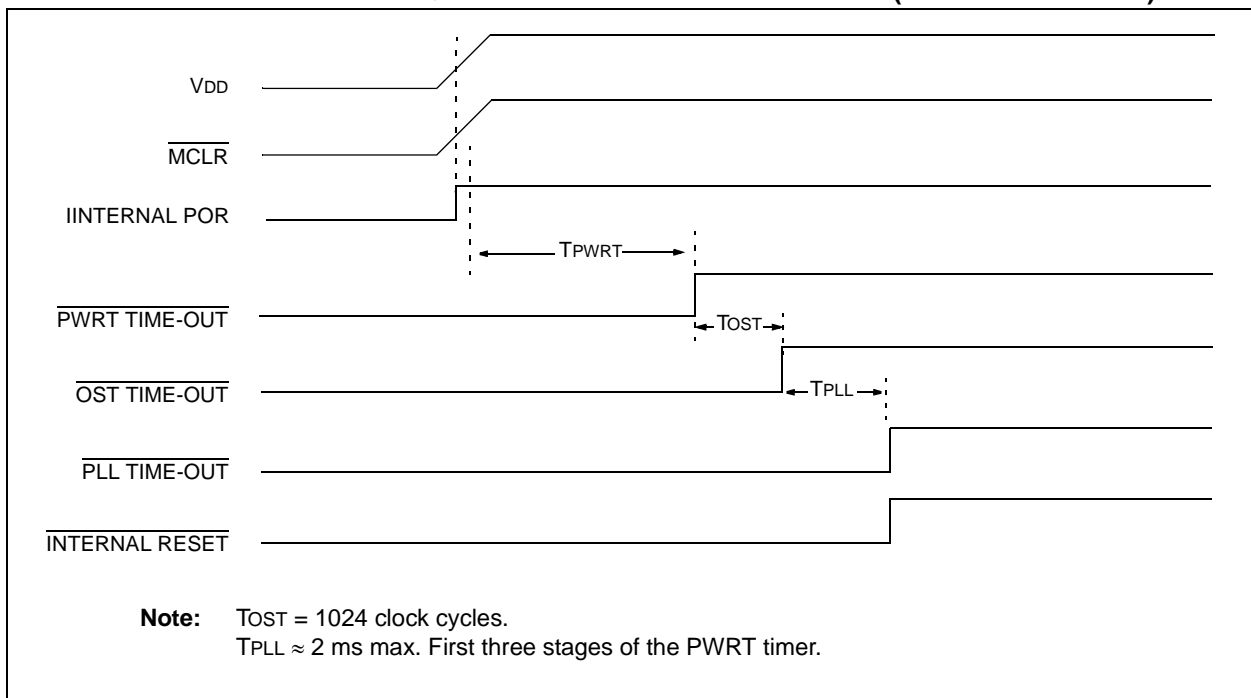 VDD
MCLR
IINTERNAL POR
TPWRT
PWRT TIME-OUT
TOST
OST TIME-OUT
TPLL
PLL TIME-OUT
INTERNAL RESET
Note: TOST = 1024 clock cycles.
TPLL ≈ 2 ms max. First three stages of the PWRT timer.